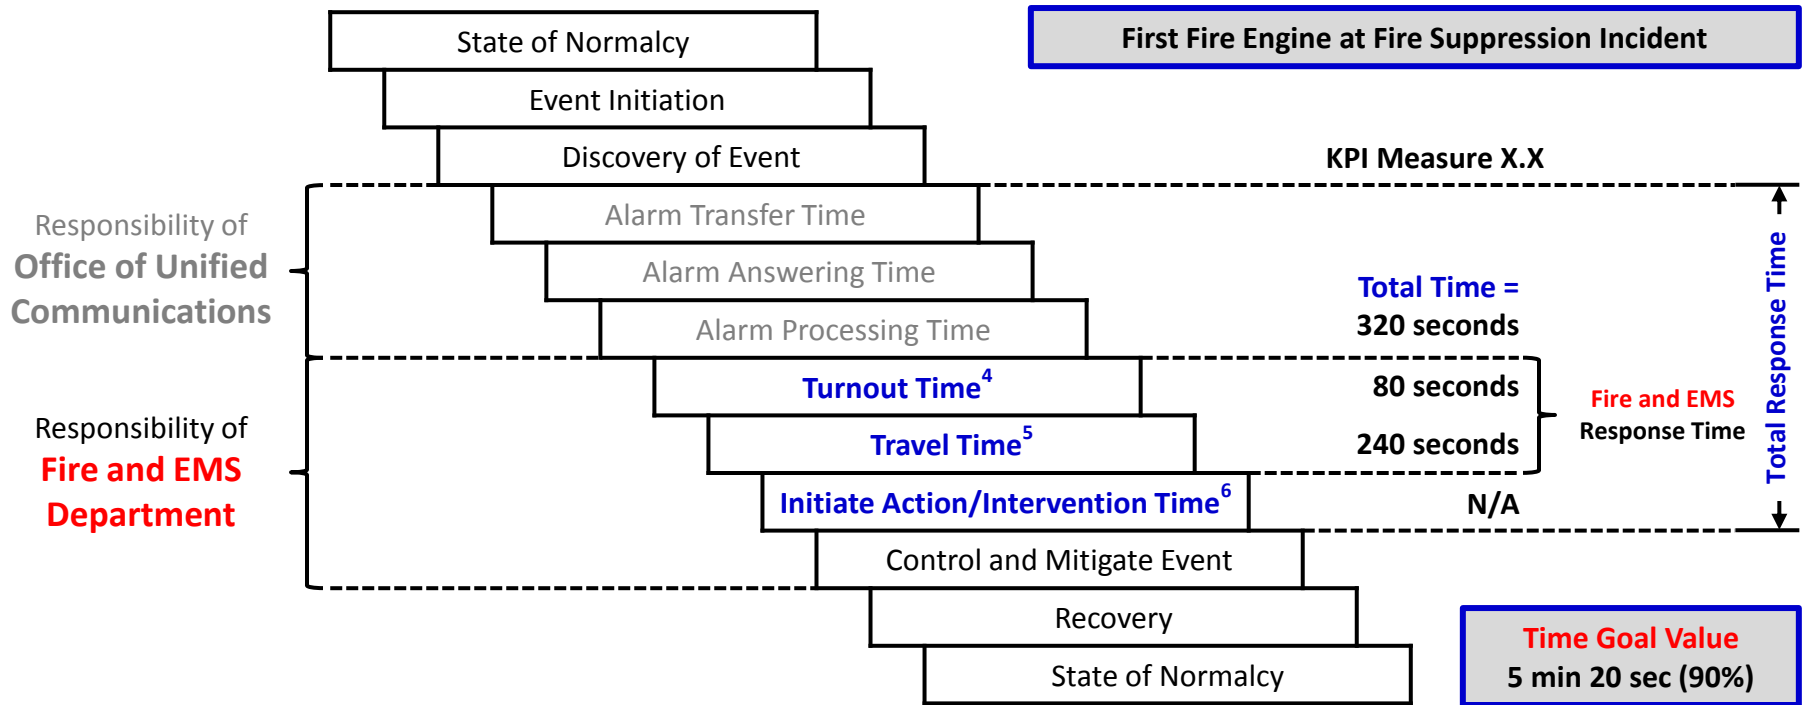 State of Normalcy
First Fire Engine at Fire Suppression Incident
Event Initiation
Discovery of Event
KPI Measure X.X
Responsibility of
Office of Unified
Communications
Alarm Transfer Time
Alarm Answering Time
Alarm Processing Time
Total Time =
320 seconds
Total Response Time
Responsibility of
Fire and EMS
Department
Turnout Time4
80 seconds
Travel Time5
240 seconds
Fire and EMS
Response Time
Initiate Action/Intervention Time6
N/A
Control and Mitigate Event
Recovery
State of Normalcy
Time Goal Value
5 min 20 sec (90%)